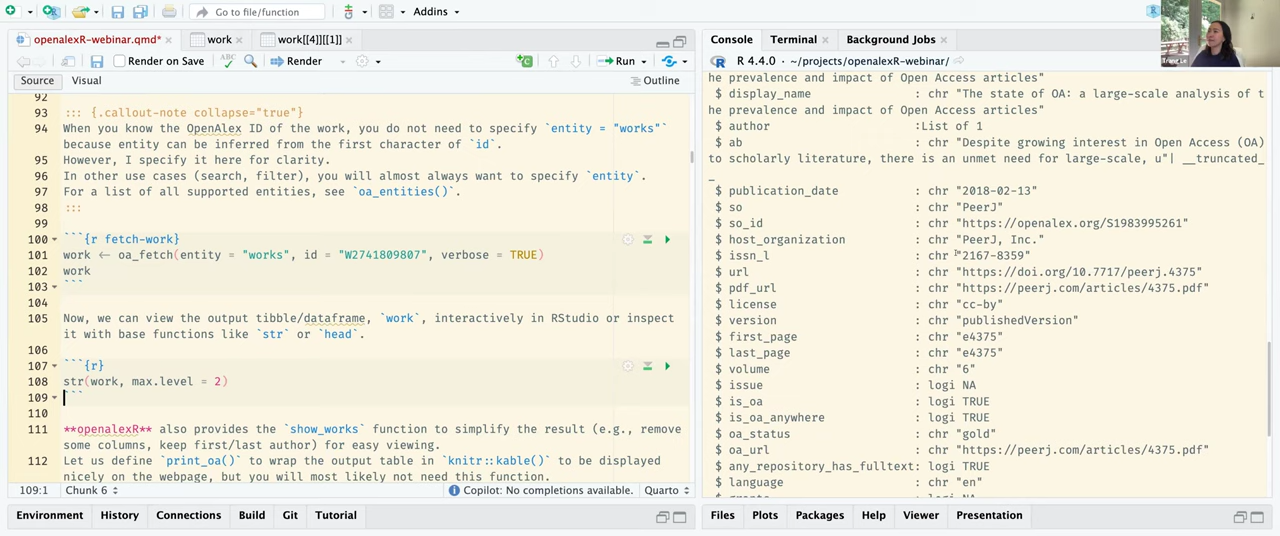 Go to file/function
Addins
openalexR-webinar.qmd*
work
work[[4]][[1]]
Render on Save
ABC
Render
Run
Source
Visual
Outline
92
93 ::: {.callout-note collapse="true"}
94 When you know the OpenAlex ID of the work, you do not need to specify `entity = "works"`
because entity can be inferred from the first character of `id`.
95 However, I specify it here for clarity.
96 In other use cases (search, filter), you will almost always want to specify `entity`.
97 For a list of all supported entities, see `oa_entities()`.
98 :::
99
100 ```{r fetch-work}
101 work <- oa_fetch(entity = "works", id = "W2741809807", verbose = TRUE)
102 work
103 ```
104
105 Now, we can view the output tibble/dataframe, `work`, interactively in RStudio or inspect
it with base functions like `str` or `head`.
106
107 ```{r}
108 str(work, max.level = 2)
109 ```
110
111 **openalexR** also provides the `show_works` function to simplify the result (e.g., remove
some columns, keep first/last author) for easy viewing.
112 Let us define `print_oa()` to wrap the output table in `knitr::kable()` to be displayed
nicely on the webpage, but you will most likely not need this function.
109:1
Chunk 6
Copilot: No completions available.
Quarto
Environment
History
Connections
Build
Git
Tutorial
Console
Terminal
Background Jobs
R 4.4.0 · ~/projects/openalexR-webinar/
he prevalence and impact of Open Access articles"
$ display_name : chr "The state of OA: a large-scale analysis of t
he prevalence and impact of Open Access articles"
$ author :List of 1
$ ab : chr "Despite growing interest in Open Access (OA)
to scholarly literature, there is an unmet need for large-scale, u"| __truncated_
_
$ publication_date : chr "2018-02-13"
$ so : chr "PeerJ"
$ so_id : chr "https://openalex.org/S1983995261"
$ host_organization : chr "PeerJ, Inc."
$ issn_l : chr "2167-8359"
$ url : chr "https://doi.org/10.7717/peerj.4375"
$ pdf_url : chr "https://peerj.com/articles/4375.pdf"
$ license : chr "cc-by"
$ version : chr "publishedVersion"
$ first_page : chr "e4375"
$ last_page : chr "e4375"
$ volume : chr "6"
$ issue : logi NA
$ is_oa : logi TRUE
$ is_oa_anywhere : logi TRUE
$ oa_status : chr "gold"
$ oa_url : chr "https://peerj.com/articles/4375.pdf"
$ any_repository_has_fulltext: logi TRUE
$ language : chr "en"
$ grants : logi NA
Files
Plots
Packages
Help
Viewer
Presentation